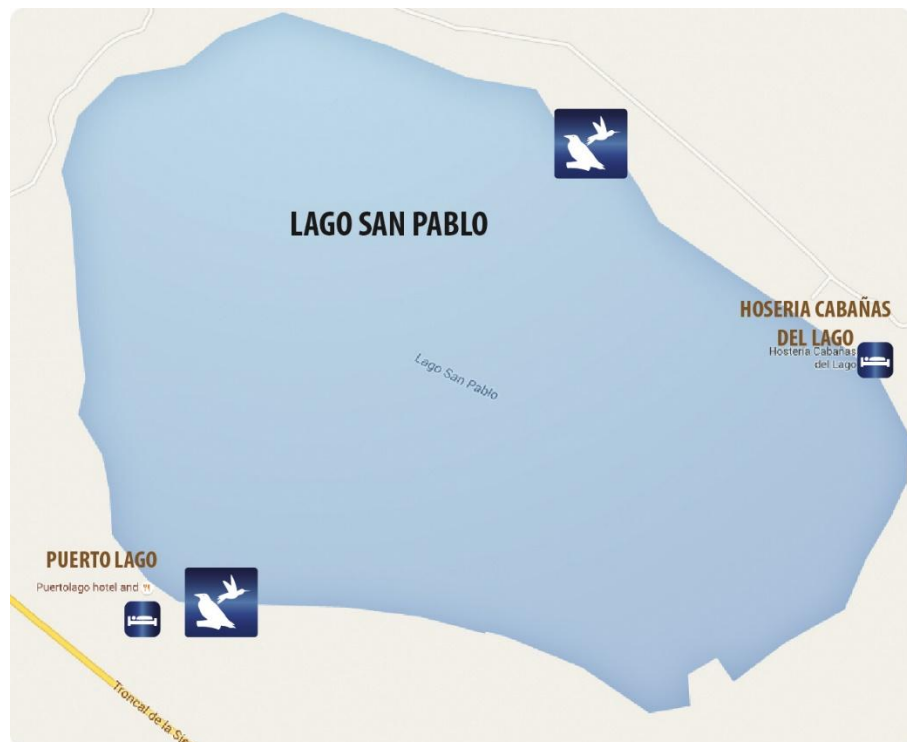 LAGO SAN PABLO
HOSERIA CABAÑAS
DEL LAGO
Hosteria Cabañas
del Lago
Lago San Pablo
PUERTO LAGO
Puertolago hotel and
Troncal de la Sie